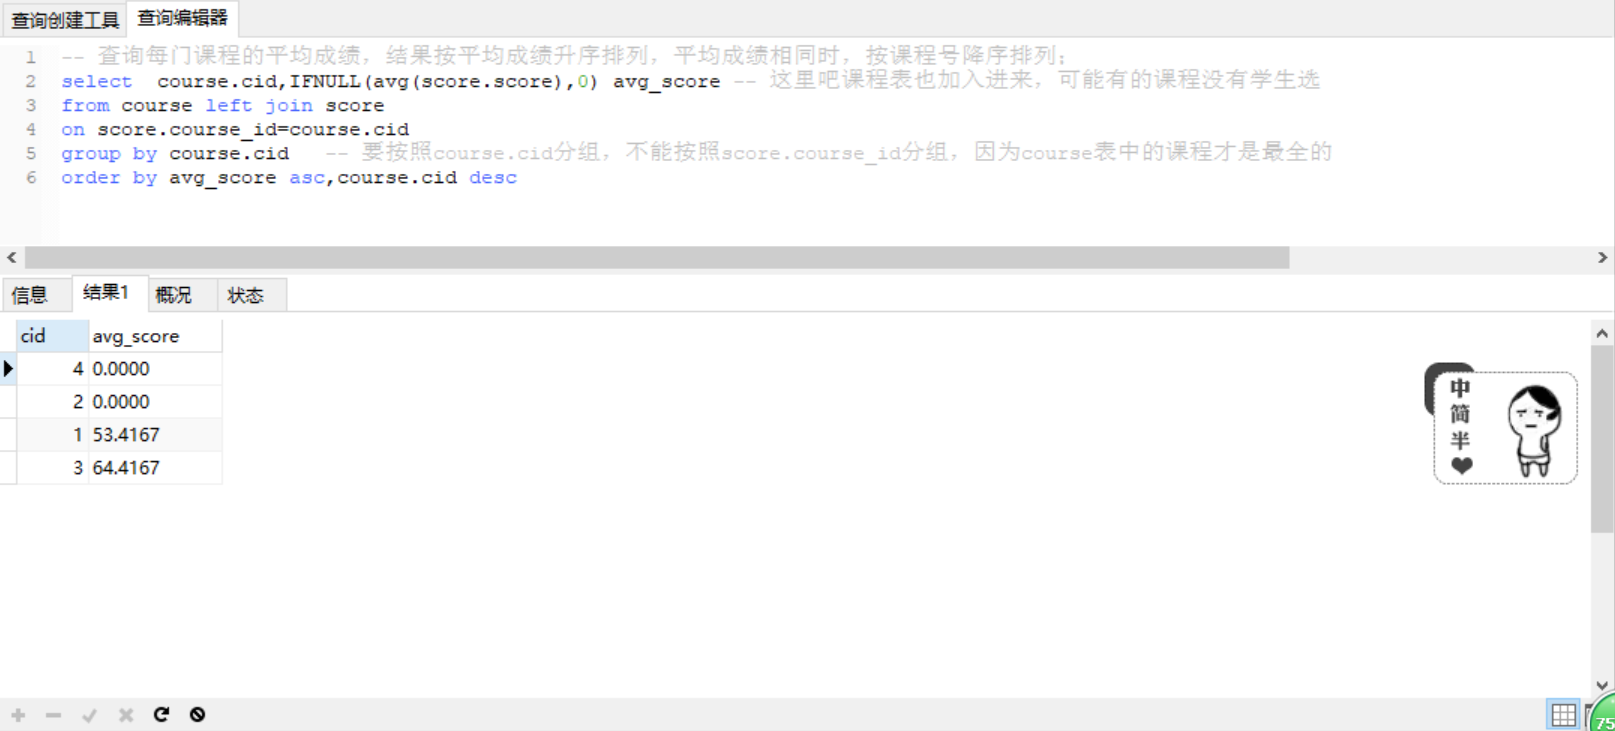 查询创建工具 查询编辑器
1 -- 查询每门课程的平均成绩，结果按平均成绩升序排列，平均成绩相同时，按课程号降序排列；
2 select  course.cid,IFNULL(avg(score.score),0) avg_score -- 这里吧课程表也加入进来，可能有的课程没有学生选
3 from course left join score
4 on score.course_id=course.cid
5 group by course.cid   -- 要按照course.cid分组，不能按照score.course_id分组，因为course表中的课程才是最全的
6 order by avg_score asc,course.cid desc
信息 结果1 概况 状态
cid avg_score
4 0.0000
2 0.0000
1 53.4167
3 64.4167
中
简
半
75